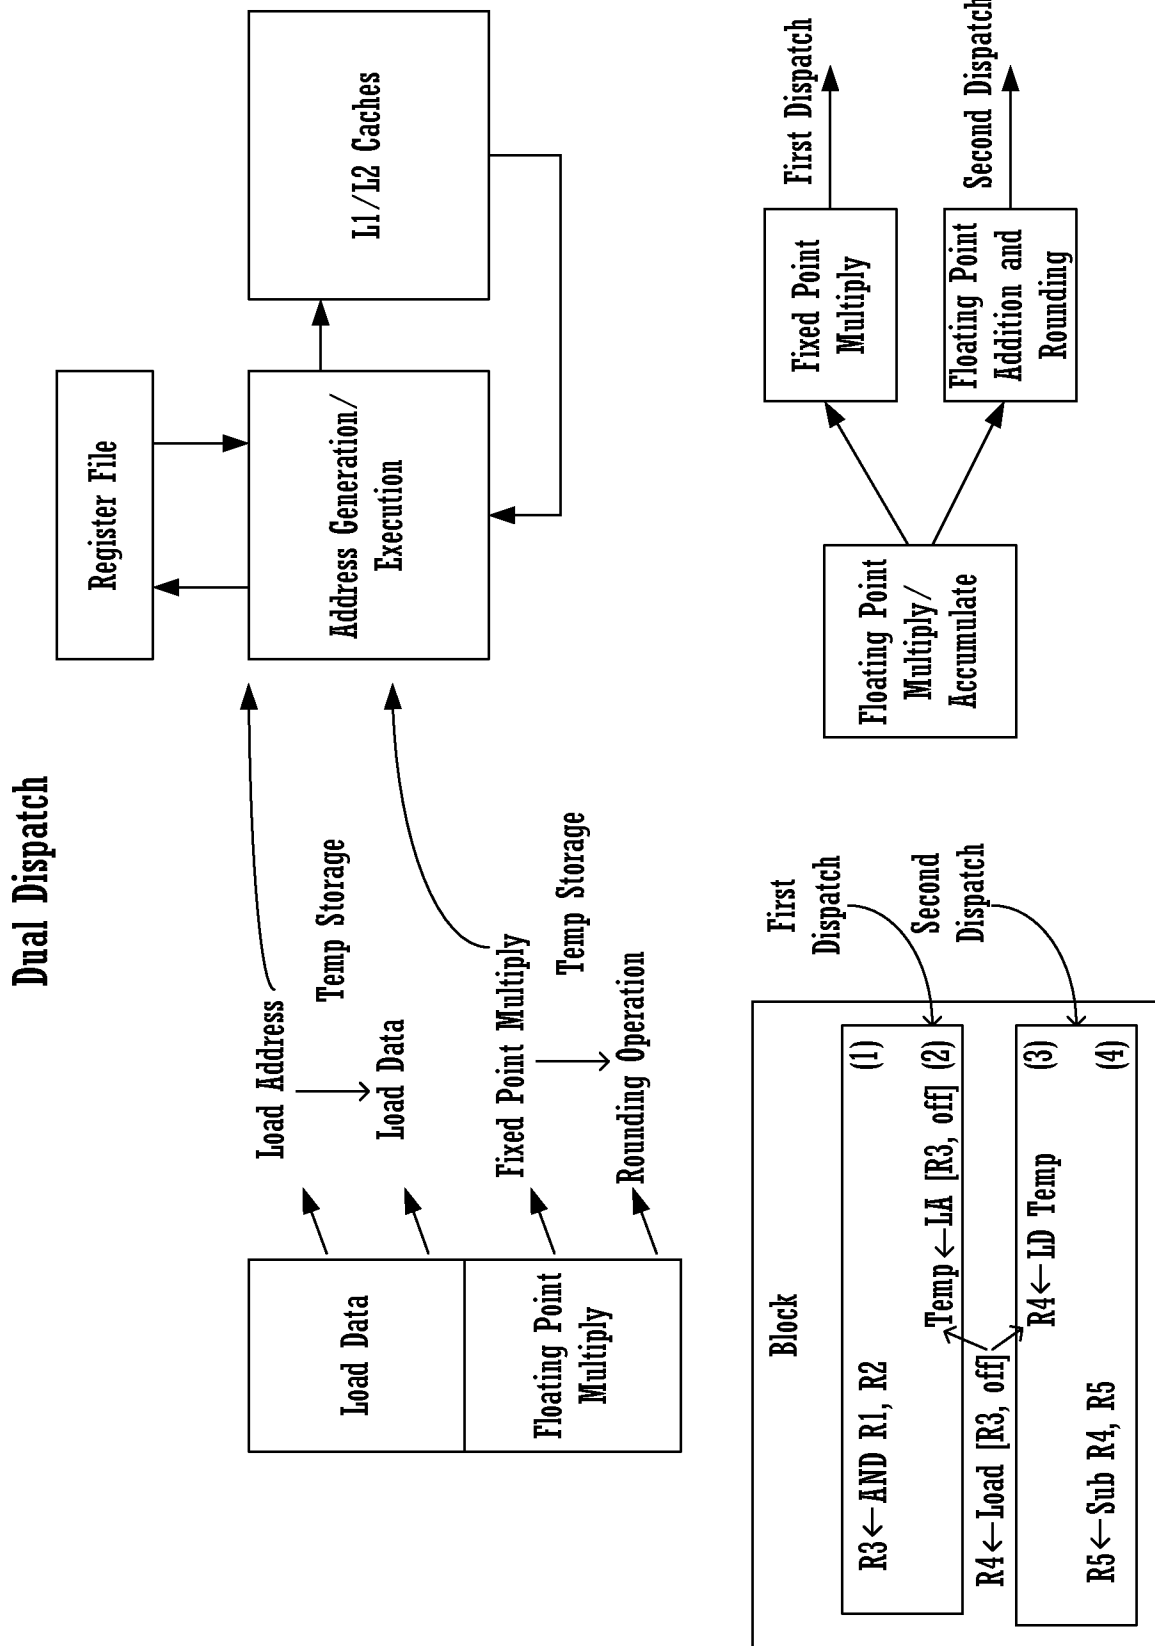 Dual Dispatch
Register File
Address Generation/
Execution
L1/L2 Caches
Load Address
Temp Storage
Load Data
Load Data
Fixed Point Multiply
Temp Storage
Rounding Operation
Floating Point
Multiply
Block
R3←AND R1, R2 (1)
Temp←LA [R3, off] (2)
R4←Load [R3, off]
R4←LD Temp (3)
R5←Sub R4, R5 (4)
First
Dispatch
Second
Dispatch
Floating Point
Multiply/
Accumulate
Fixed Point
Multiply
First Dispatch
Floating Point
Addition and
Rounding
Second Dispatch